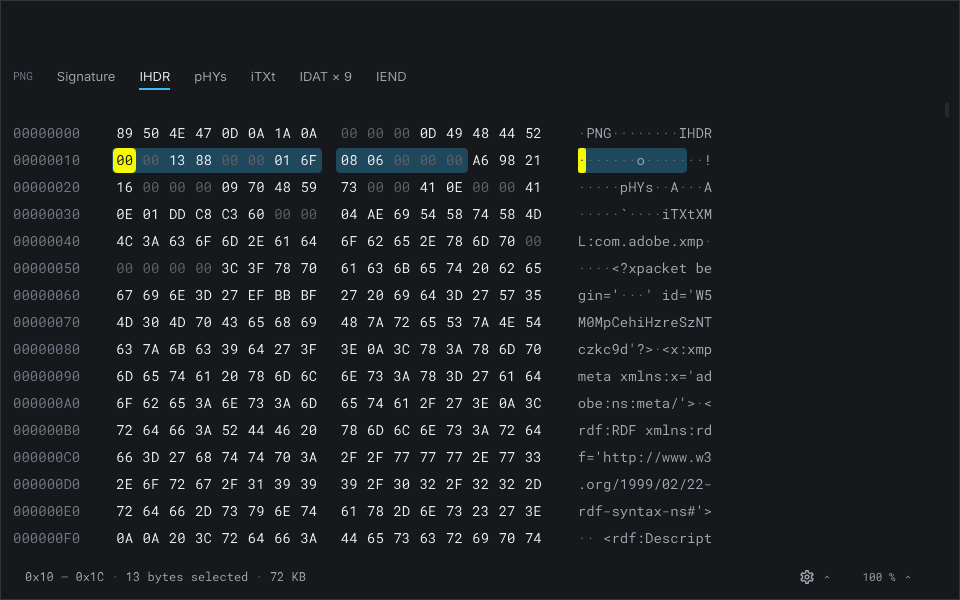 PNG Signature IHDR pHYs iTXt IDAT × 9 IEND
00000000 89 50 4E 47 0D 0A 1A 0A 00 00 00 0D 49 48 44 52 ·PNG········IHDR
00000010 00 00 13 88 00 00 01 6F 08 06 00 00 00 A6 98 21 ·······o·······!
00000020 16 00 00 00 09 70 48 59 73 00 00 41 0E 00 00 41 ·····pHYs··A···A
00000030 0E 01 DD C8 C3 60 00 00 04 AE 69 54 58 74 58 4D ·····`····iTXtXM
00000040 4C 3A 63 6F 6D 2E 61 64 6F 62 65 2E 78 6D 70 00 L:com.adobe.xmp·
00000050 00 00 00 00 3C 3F 78 70 61 63 6B 65 74 20 62 65 ····<?xpacket be
00000060 67 69 6E 3D 27 EF BB BF 27 20 69 64 3D 27 57 35 gin='···' id='W5
00000070 4D 30 4D 70 43 65 68 69 48 7A 72 65 53 7A 4E 54 M0MpCehiHzreSzNT
00000080 63 7A 6B 63 39 64 27 3F 3E 0A 3C 78 3A 78 6D 70 czkc9d'?>·<x:xmp
00000090 6D 65 74 61 20 78 6D 6C 6E 73 3A 78 3D 27 61 64 meta xmlns:x='ad
000000A0 6F 62 65 3A 6E 73 3A 6D 65 74 61 2F 27 3E 0A 3C obe:ns:meta/'>·<
000000B0 72 64 66 3A 52 44 46 20 78 6D 6C 6E 73 3A 72 64 rdf:RDF xmlns:rd
000000C0 66 3D 27 68 74 74 70 3A 2F 2F 77 77 77 2E 77 33 f='http://www.w3
000000D0 2E 6F 72 67 2F 31 39 39 39 2F 30 32 2F 32 32 2D .org/1999/02/22-
000000E0 72 64 66 2D 73 79 6E 74 61 78 2D 6E 73 23 27 3E rdf-syntax-ns#'>
000000F0 0A 0A 20 3C 72 64 66 3A 44 65 73 63 72 69 70 74 ·· <rdf:Descript
0x10 — 0x1C · 13 bytes selected · 72 KB 100 %